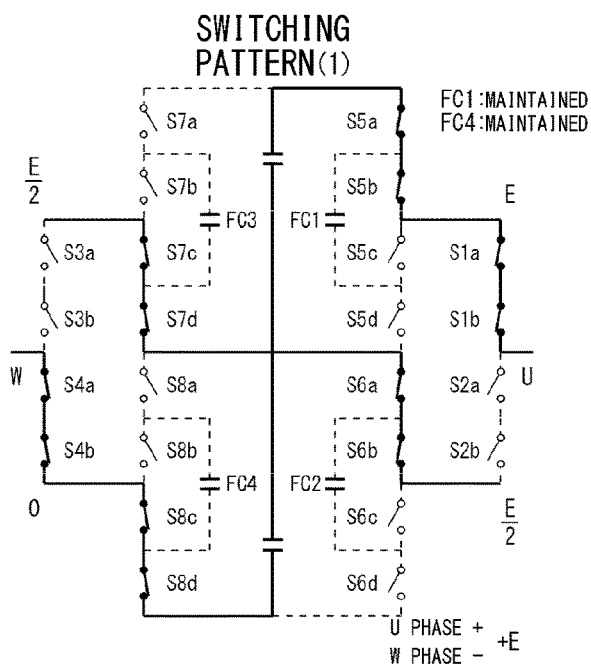 SWITCHING
PATTERN(1)
FC1:MAINTAINED
FC4:MAINTAINED
S7a
S5a
S7b
S5b
E
2
E
FC3
FC1
S3a
S7c
S5c
S1a
S3b
S7d
S5d
S1b
W
U
S4a
S8a
S6a
S2a
S4b
S8b
S6b
S2b
FC4
FC2
0
S8c
S6c
E
2
S8d
S6d
U PHASE +
W PHASE -
+E